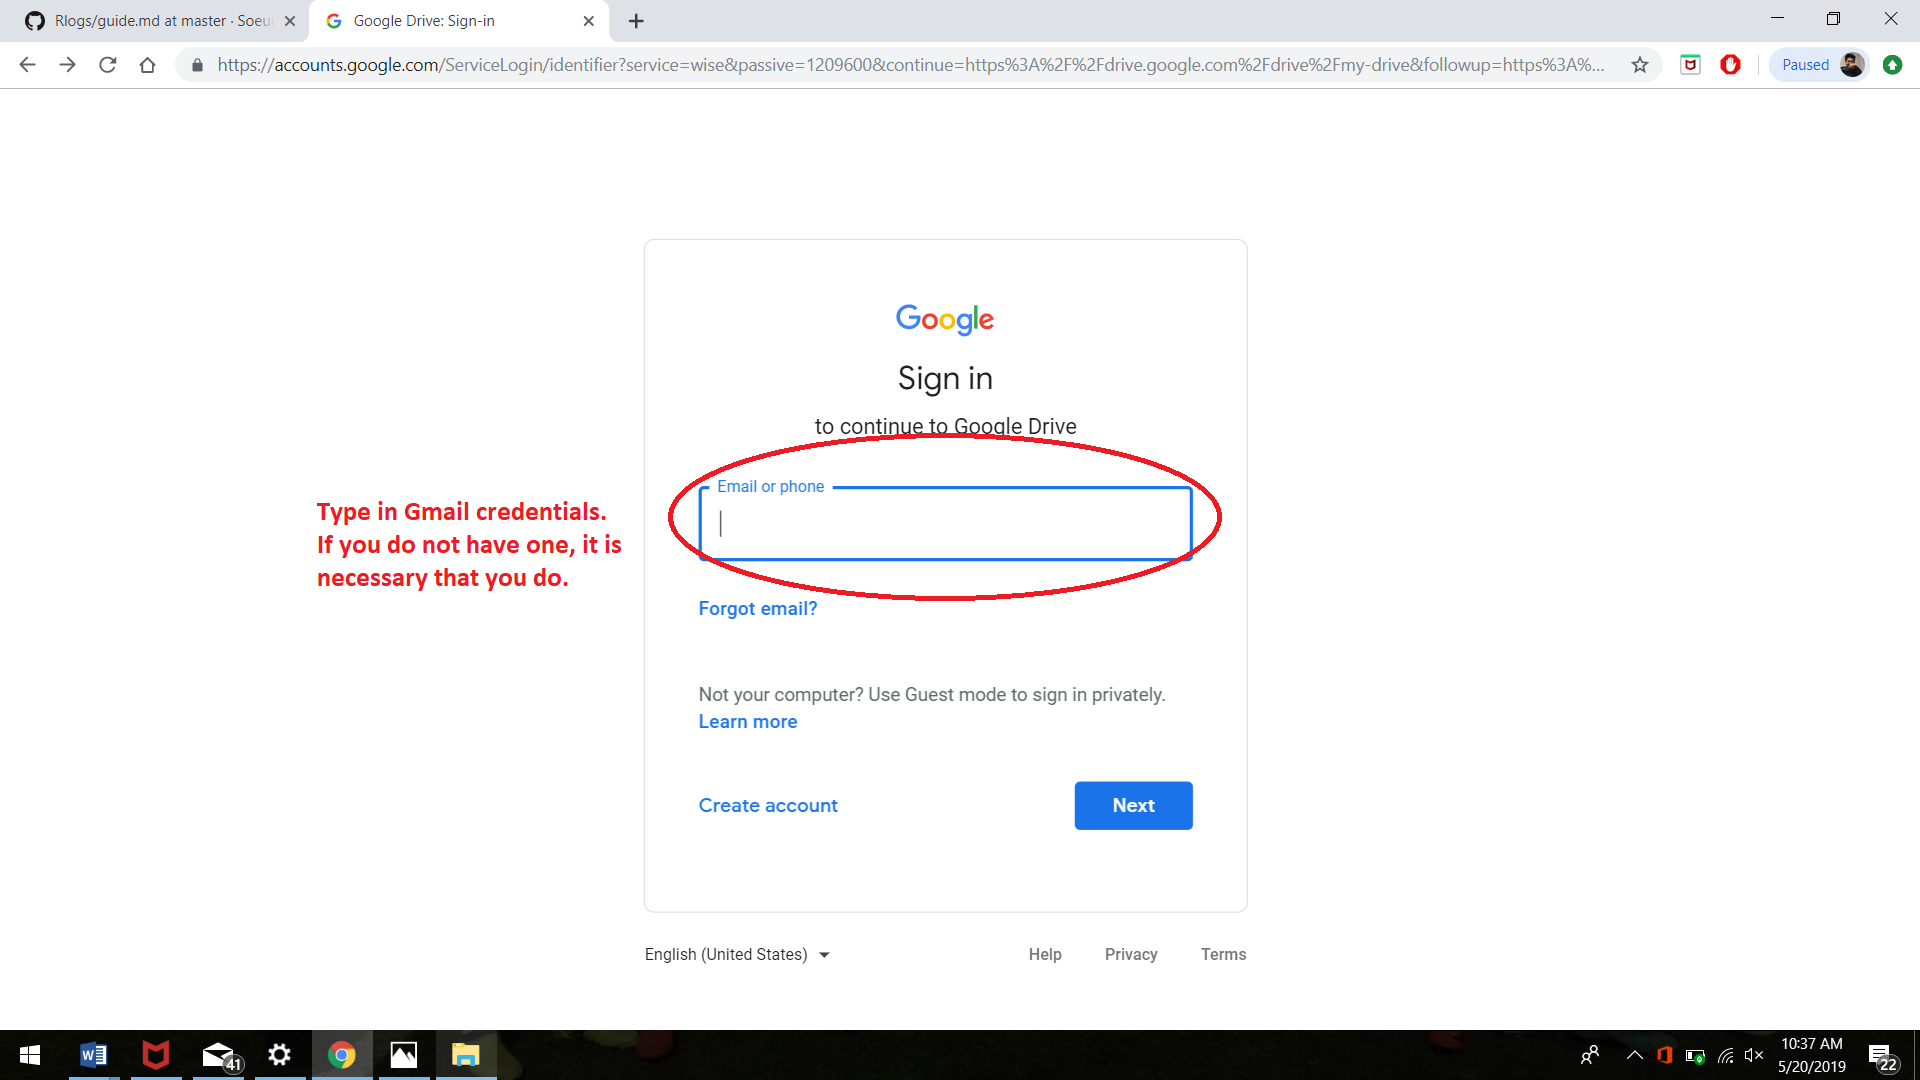 Rlogs/guide.md at master · Soeu
Google Drive: Sign-in
https://accounts.google.com/ServiceLogin/identifier?service=wise&passive=1209600&continue=https%3A%2F%2Fdrive.google.com%2Fdrive%2Fmy-drive&followup=https%3A%...
Paused
Google
Sign in
to continue to Google Drive
Email or phone
Type in Gmail credentials.
If you do not have one, it is
necessary that you do.
Forgot email?
Not your computer? Use Guest mode to sign in privately.
Learn more
Create account
Next
English (United States)
Help
Privacy
Terms
41
10:37 AM
5/20/2019
22